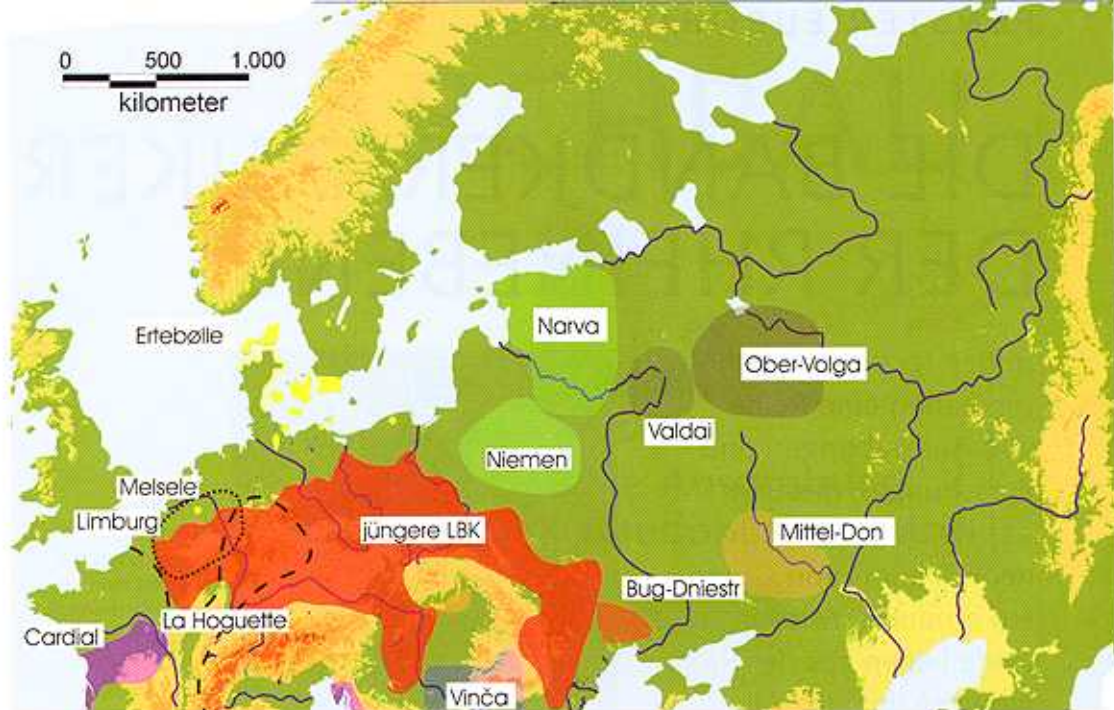 0 500 1.000
kilometer
Narva
Ertebølle
Ober-Volga
Valdai
Niemen
Melsele
Limburg
jüngere LBK
Mittel-Don
Bug-Dniestr
La Hoguette
Cardial
Vinča